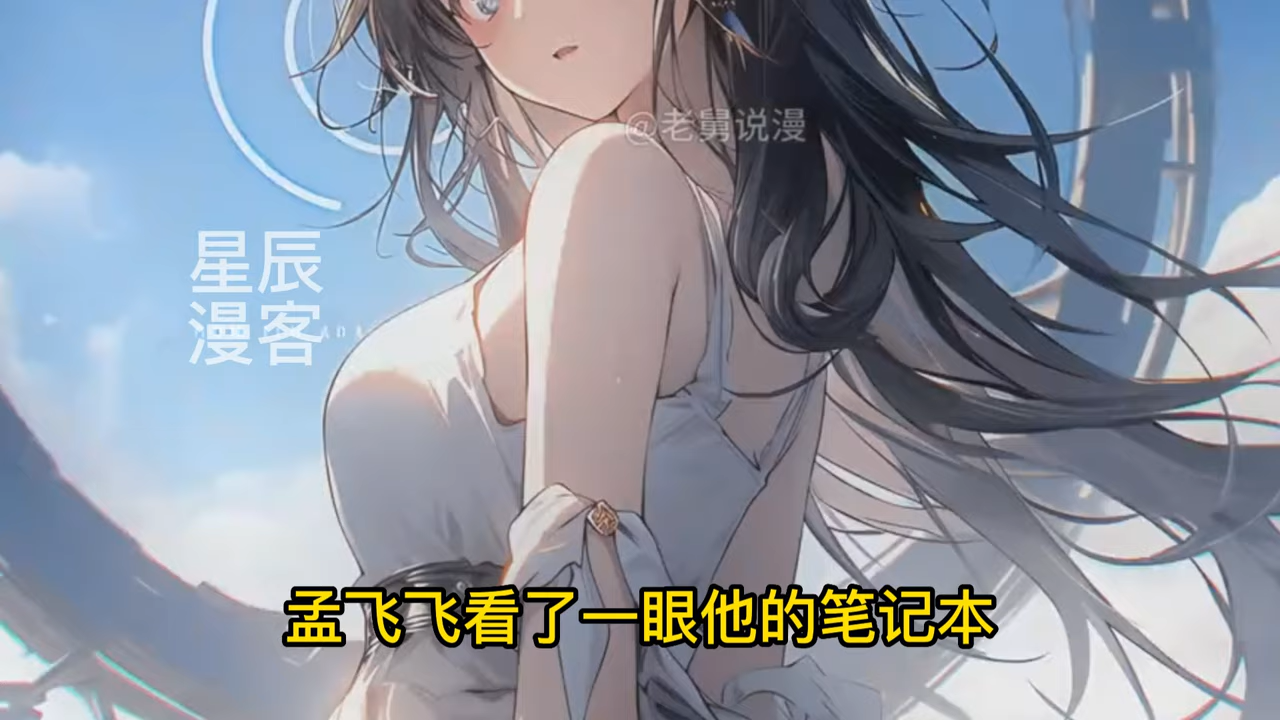 @老舅说漫
星辰
漫客
孟飞飞看了一眼他的笔记本